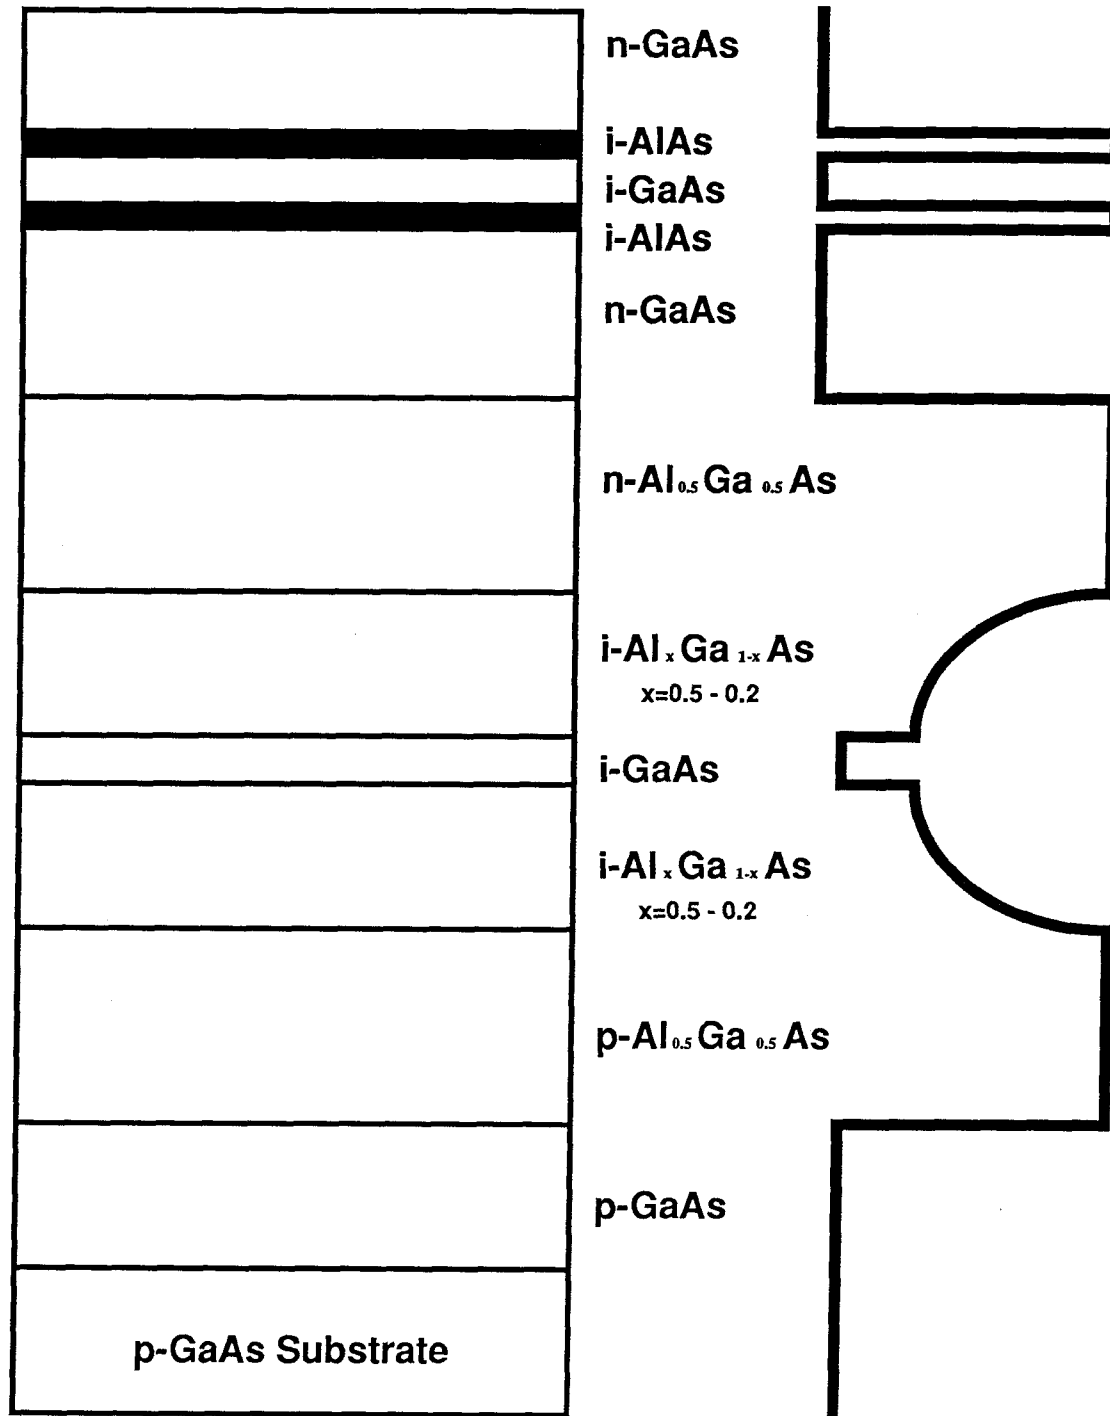 n-GaAs
i-AlAs
i-GaAs
i-AlAs
n-GaAs
n-Al0.5Ga0.5As
i-AlxGa1-xAs
x=0.5 - 0.2
i-GaAs
i-AlxGa1-xAs
x=0.5 - 0.2
p-Al0.5Ga0.5As
p-GaAs
p-GaAs Substrate